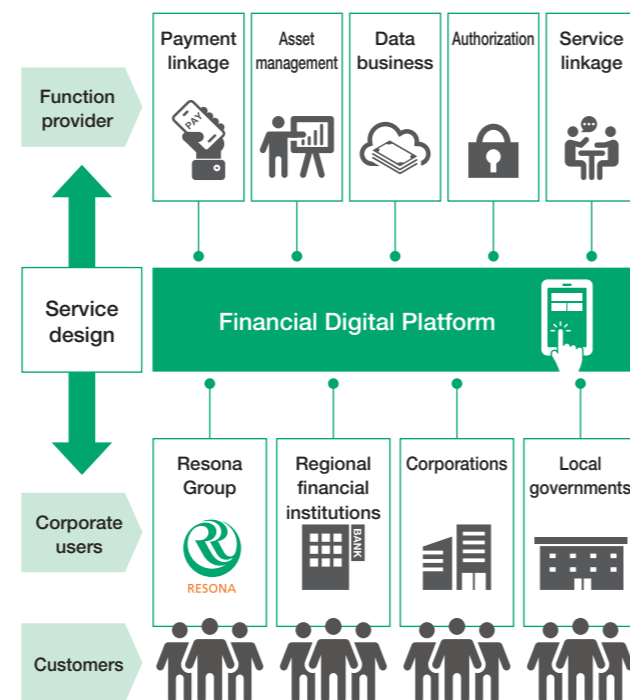 Payment
linkage
Asset
management
Data
business
Authorization
Service
linkage
Function
provider
PAY
Service
design
Financial Digital Platform
Resona
Group
Regional
financial
institutions
Corporations
Local
governments
Corporate
users
BANK
RESONA
Customers